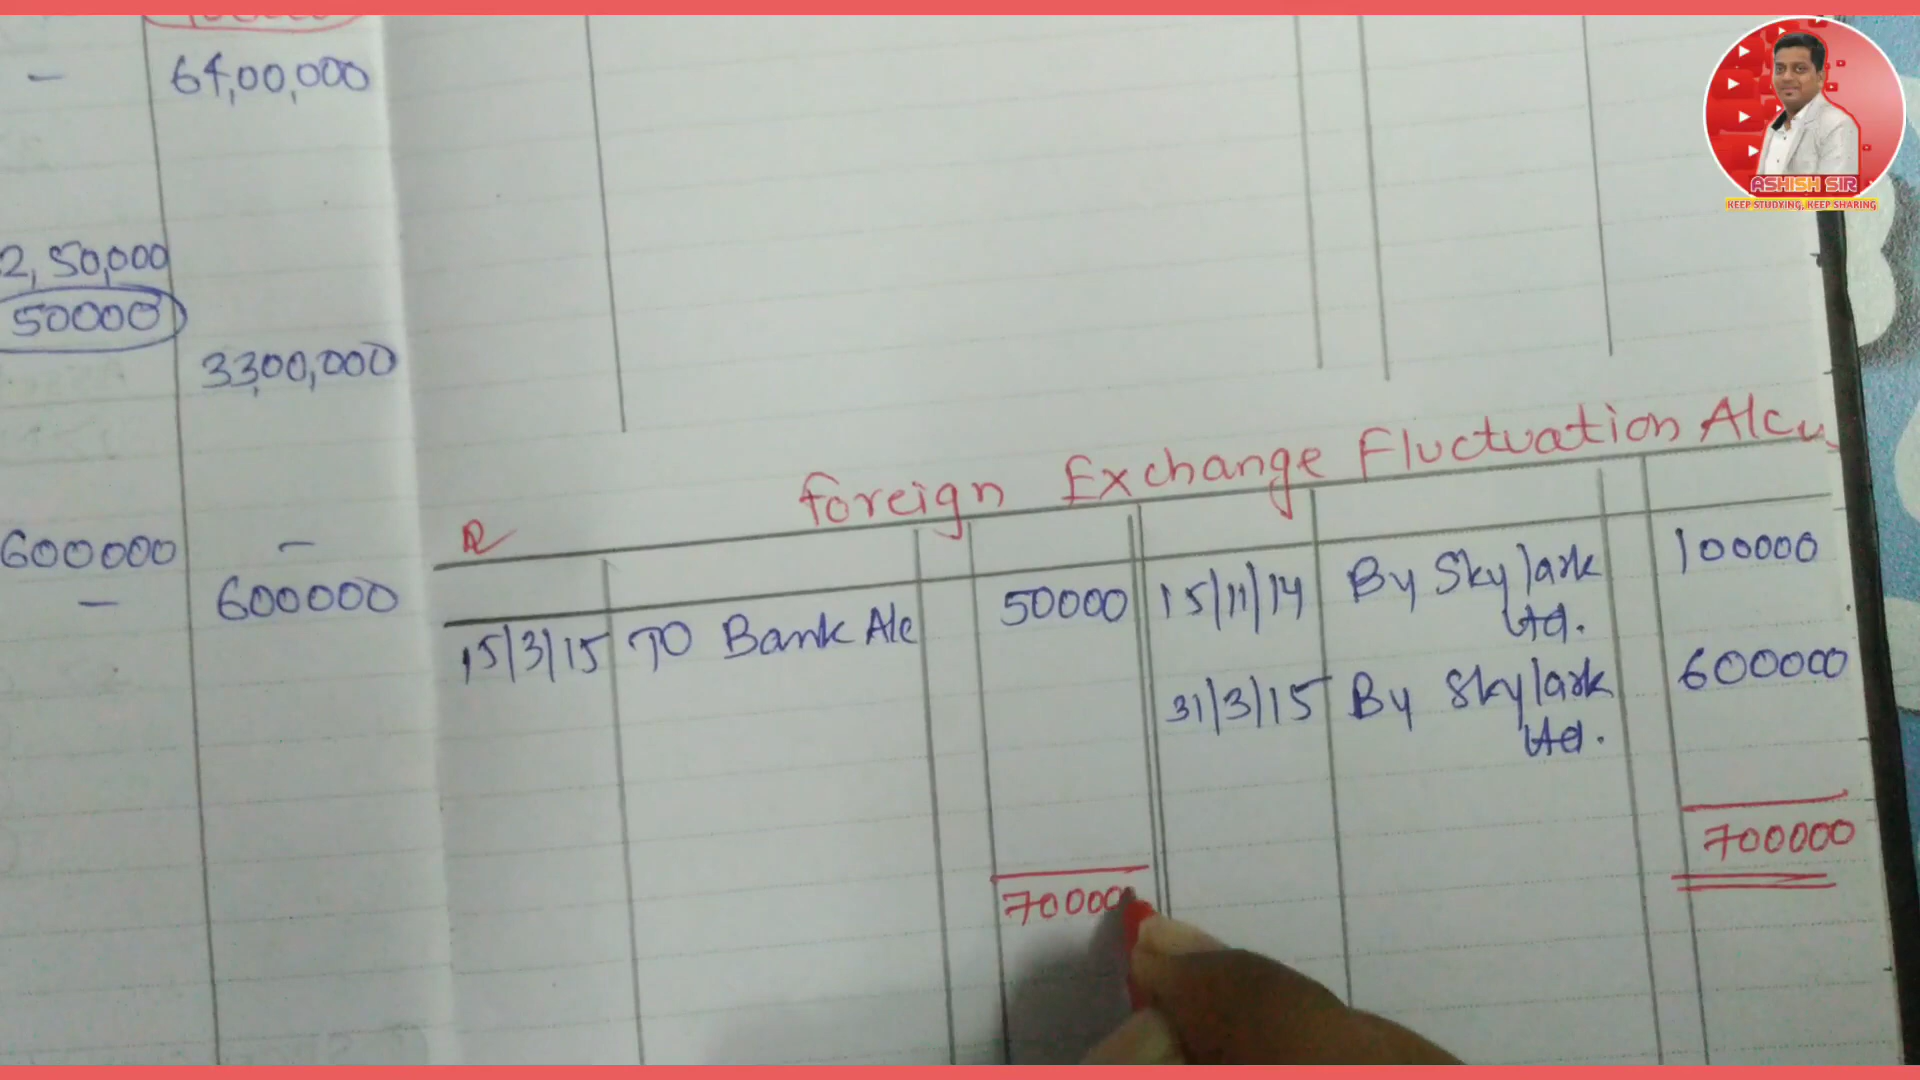 - 64,00,000
2,50,000
50000
33,00,000
600000 -
- 600000
Foreign Exchange Fluctuation A/c
Dr
15/3/15 TO Bank A/c 50000 15/11/14 By Skylark Ltd. 100000
31/3/15 By Skylark Ltd. 600000
700000
70000
ASHISH SIR
KEEP STUDYING, KEEP SHARING